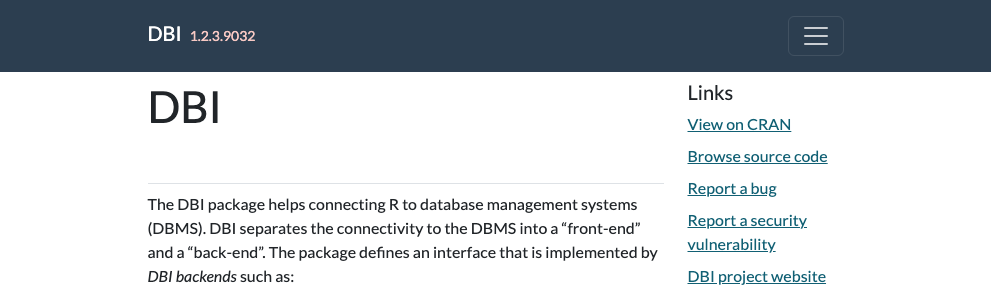 DBI 1.2.3.9032
DBI
The DBI package helps connecting R to database management systems
(DBMS). DBI separates the connectivity to the DBMS into a “front-end”
and a “back-end”. The package defines an interface that is implemented by
DBI backends such as:
Links
View on CRAN
Browse source code
Report a bug
Report a security
vulnerability
DBI project website